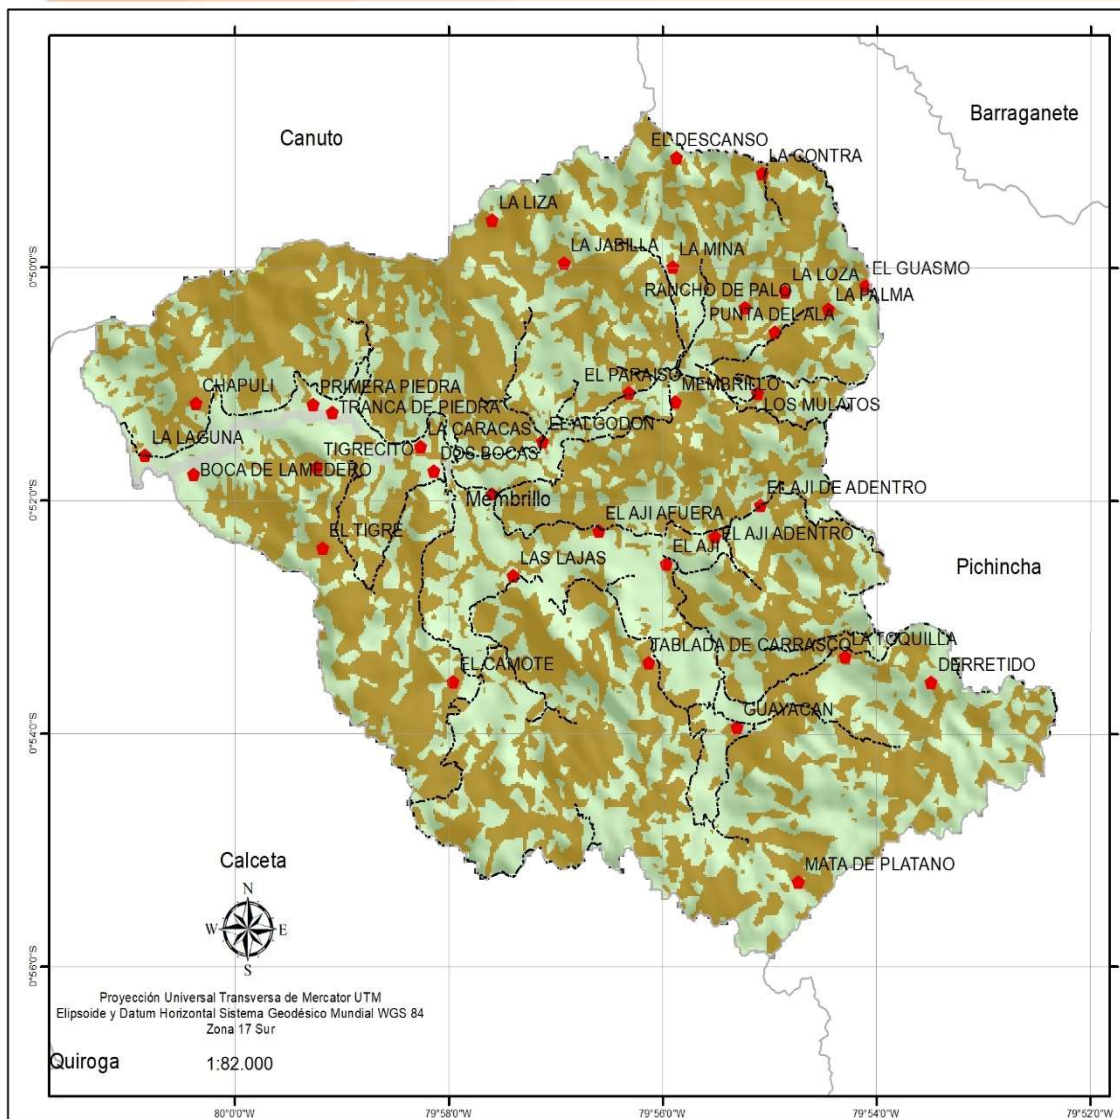 Barraganete
Canuto
EL DESCANSO
LA CONTRA
LA LIZA
LA JABILLA
LA MINA
LA LOZA
EL GUASMO
RANCHO DE PALO
LA PALMA
PUNTA DEL ALA
EL PARAISO
MEMBRILLO
LOS MULATOS
CHAPULI
PRIMERA PIEDRA
TRANCA DE PIEDRA
LA CARACAS
EL ALGODON
LA LAGUNA
TIGRECITO
DOS BOCAS
BOCA DE LAMEDERO
Membrillo
EL AJI DE ADENTRO
EL AJI AFUERA
EL AJI ADENTRO
EL TIGRE
EL AJI
LAS LAJAS
Pichincha
TABLADA DE CARRASCO
LA TOQUILLA
EL CAMOTE
DERRETIDO
GUAYACAN
MATA DE PLATANO
Calceta
N
W
E
S
Proyección Universal Transversa de Mercator UTM
Elipsoide y Datum Horizontal Sistema Geodésico Mundial WGS 84
Zona 17 Sur
Quiroga
1:82.000
0°50'0"S
0°52'0"S
0°54'0"S
0°56'0"S
80°0'0"W
79°58'0"W
79°56'0"W
79°54'0"W
79°52'0"W